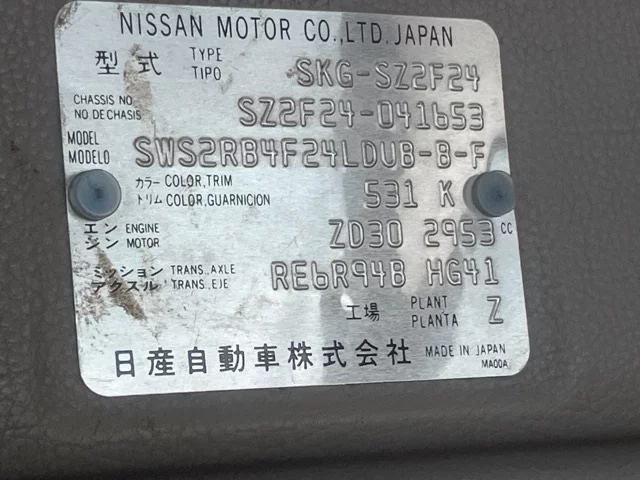 NISSAN MOTOR CO.,LTD.JAPAN
型式 TYPE TIPO SKG-SZ2F24
CHASSIS NO NO DE CHASIS SZ2F24-041653
MODEL MODELO SWS2RB4F24LDUB-B-F
カラー COLOR,TRIM トリム COLOR,GUARNICION 531 K
エンジン ENGINE MOTOR ZD30 2953 CC
ミッション TRANS.,AXLE アクスル TRANS.,EJE RE6R94B HG41
工場 PLANT PLANTA Z
日産自動車株式会社 MADE IN JAPAN
MA00A